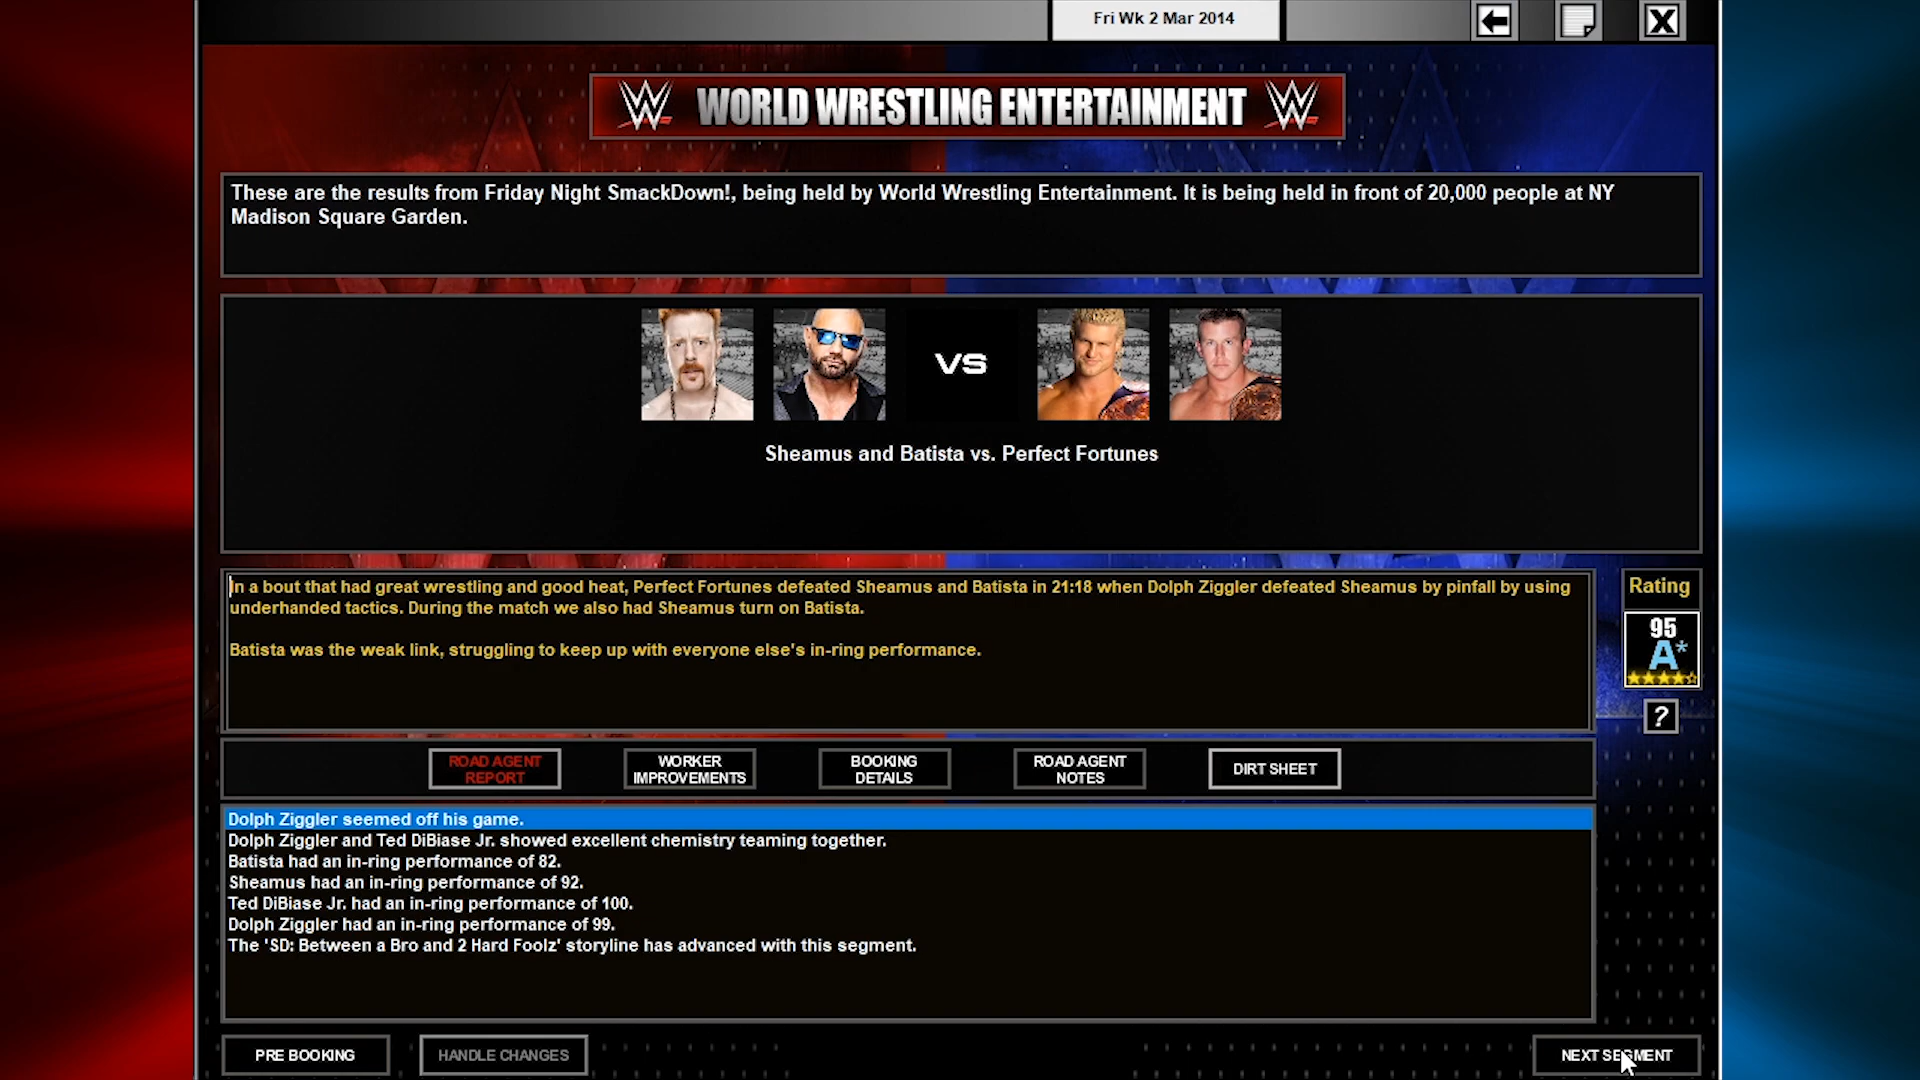 Fri Wk 2 Mar 2014
WORLD WRESTLING ENTERTAINMENT
These are the results from Friday Night SmackDown!, being held by World Wrestling Entertainment. It is being held in front of 20,000 people at NY
Madison Square Garden.
VS
Sheamus and Batista vs. Perfect Fortunes
In a bout that had great wrestling and good heat, Perfect Fortunes defeated Sheamus and Batista in 21:18 when Dolph Ziggler defeated Sheamus by pinfall by using
underhanded tactics. During the match we also had Sheamus turn on Batista.
Batista was the weak link, struggling to keep up with everyone else's in-ring performance.
Rating
95
A*
?
ROAD AGENT
REPORT
WORKER
IMPROVEMENTS
BOOKING
DETAILS
ROAD AGENT
NOTES
DIRT SHEET
Dolph Ziggler seemed off his game.
Dolph Ziggler and Ted DiBiase Jr. showed excellent chemistry teaming together.
Batista had an in-ring performance of 82.
Sheamus had an in-ring performance of 92.
Ted DiBiase Jr. had an in-ring performance of 100.
Dolph Ziggler had an in-ring performance of 99.
The 'SD: Between a Bro and 2 Hard Foolz' storyline has advanced with this segment.
PRE BOOKING
HANDLE CHANGES
NEXT SEGMENT